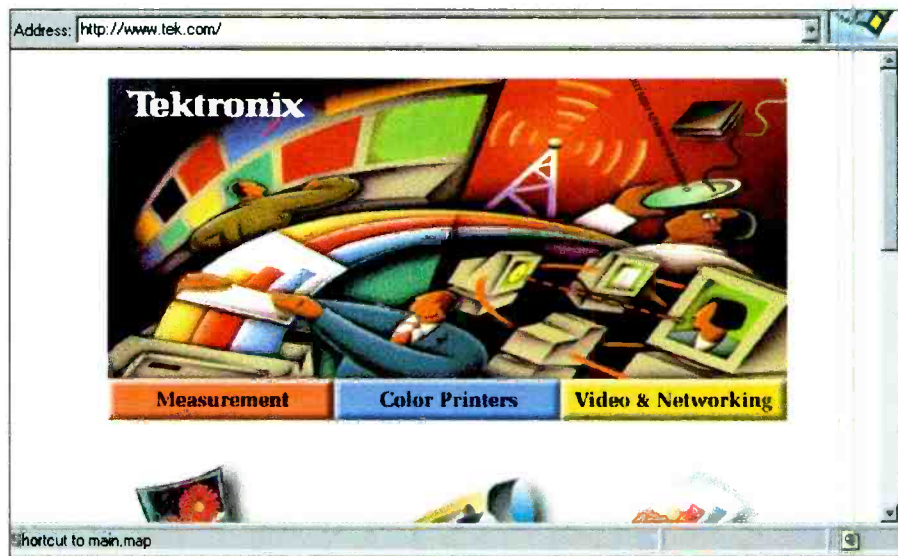 Address: http://www.tek.com/
Tektronix
Measurement
Color Printers
Video & Networking
Shortcut to main.map